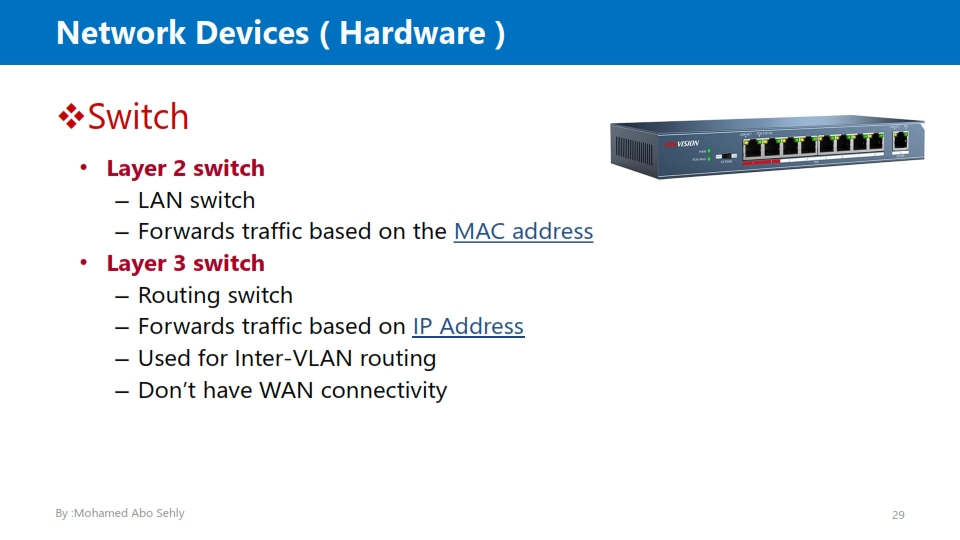 Network Devices ( Hardware )
❖Switch
• Layer 2 switch
– LAN switch
– Forwards traffic based on the MAC address
• Layer 3 switch
– Routing switch
– Forwards traffic based on IP Address
– Used for Inter-VLAN routing
– Don’t have WAN connectivity
HIKVISION
By :Mohamed Abo Sehly
29